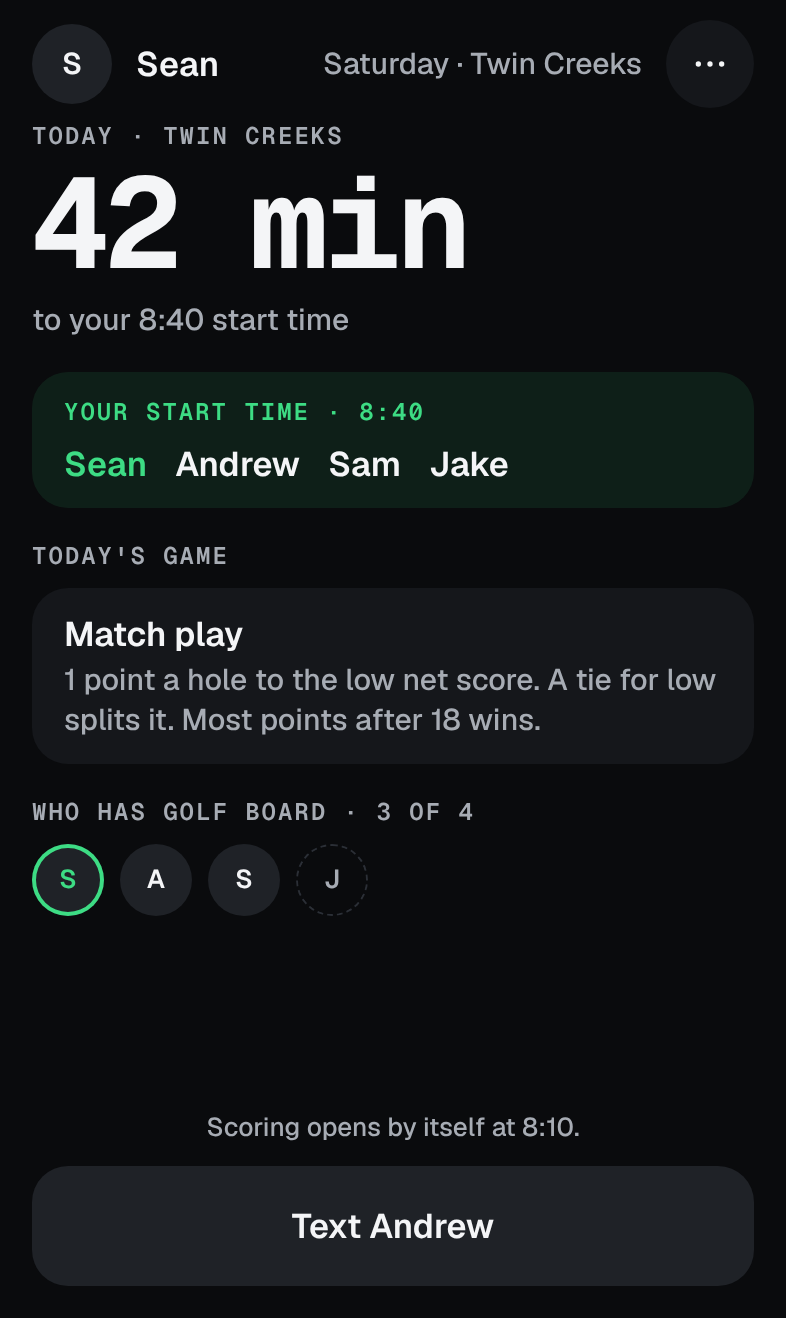 S Sean Saturday · Twin Creeks ···
TODAY · TWIN CREEKS
42 min
to your 8:40 start time
YOUR START TIME · 8:40
Sean Andrew Sam Jake
TODAY'S GAME
Match play
1 point a hole to the low net score. A tie for low
splits it. Most points after 18 wins.
WHO HAS GOLF BOARD · 3 OF 4
S A S J
Scoring opens by itself at 8:10.
Text Andrew